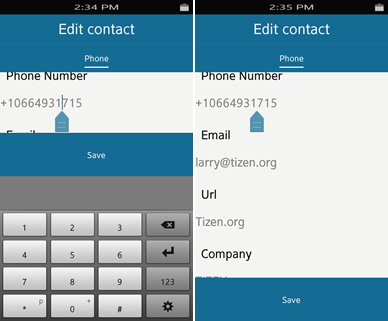 2:34 PM
Edit contact
Phone
Phone Number
+10664931715
Email
Save
1 2 3
4 5 6
7 8 9 123
* p 0 + #
2:35 PM
Edit contact
Phone
Phone Number
+10664931715
Email
larry@tizen.org
Url
Tizen.org
Company
Save